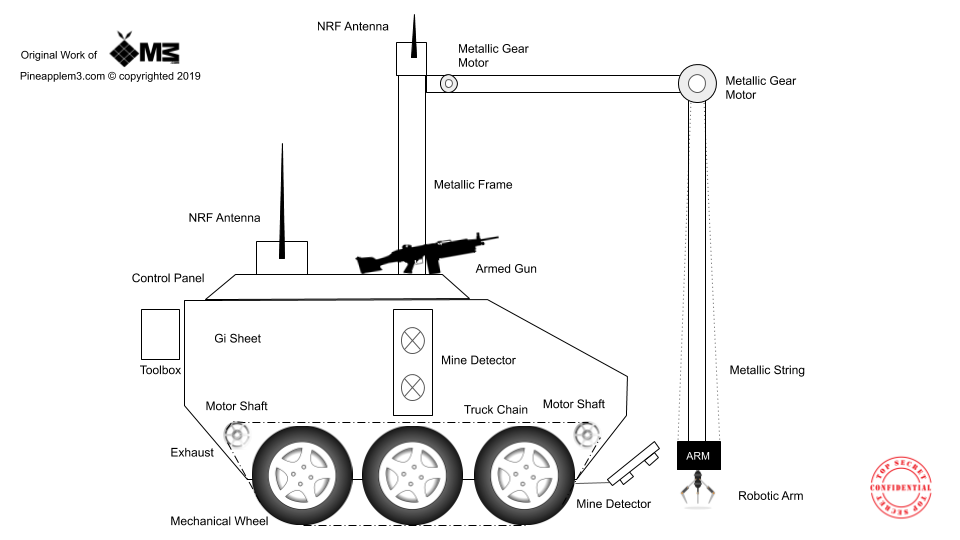 NRF Antenna
Original Work of M3
Pineapplem3.com © copyrighted 2019
Metallic Gear
Motor
Metallic Gear
Motor
Metallic Frame
NRF Antenna
Armed Gun
Control Panel
Gi Sheet
Mine Detector
Toolbox
Metallic String
Motor Shaft
Truck Chain
Motor Shaft
Exhaust
ARM
Mine Detector
Robotic Arm
Mechanical Wheel
TOP SECRET
CONFIDENTIAL
TOP SECRET